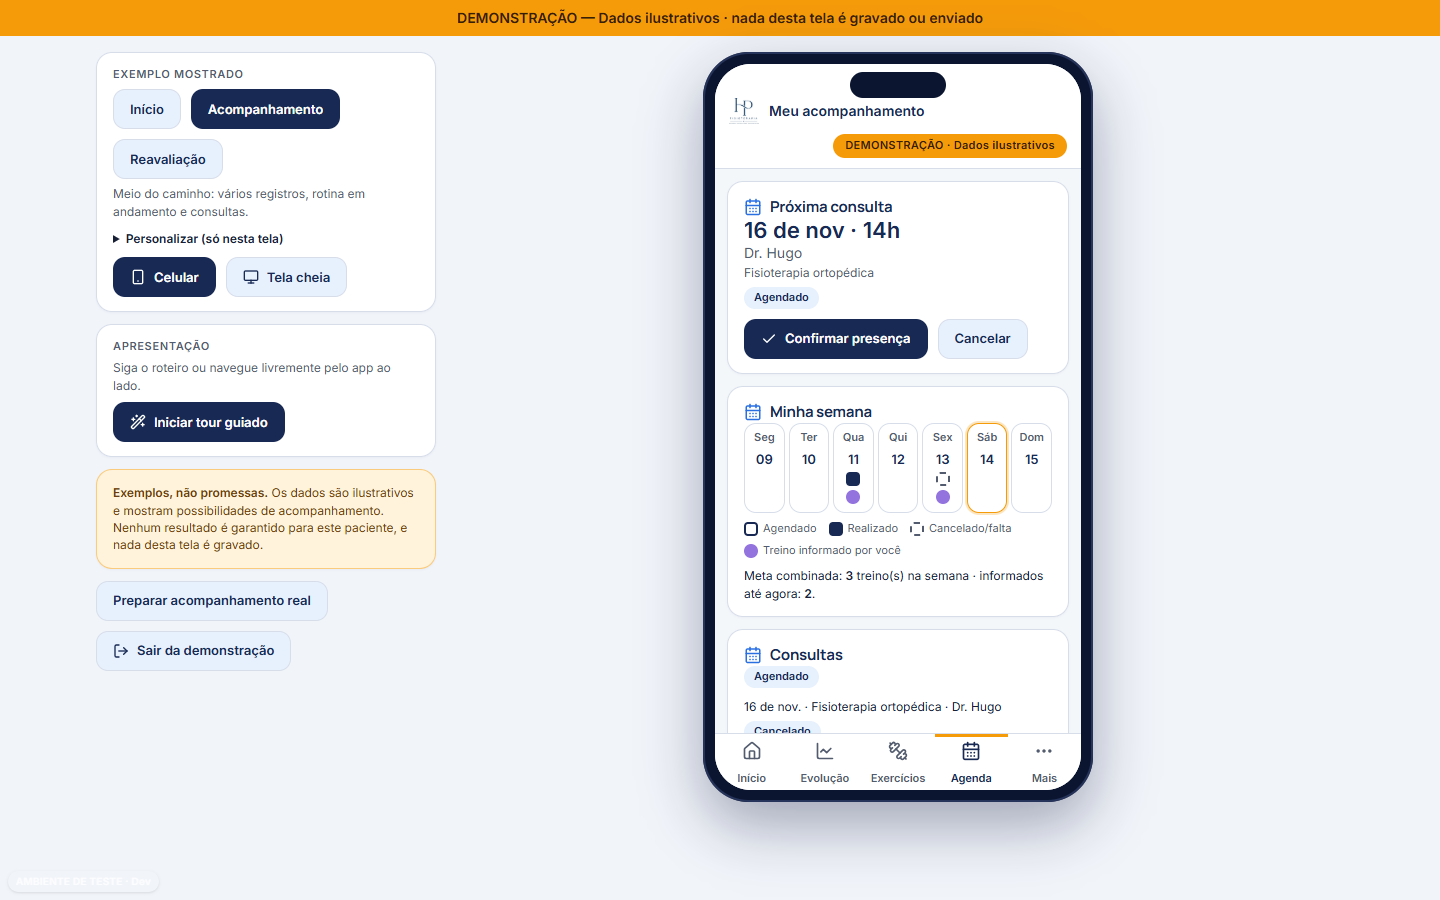 DEMONSTRAÇÃO — Dados ilustrativos · nada desta tela é gravado ou enviado
EXEMPLO MOSTRADO
Início
Acompanhamento
Reavaliação
Meio do caminho: vários registros, rotina em
andamento e consultas.
Personalizar (só nesta tela)
Celular
Tela cheia
APRESENTAÇÃO
Siga o roteiro ou navegue livremente pelo app ao
lado.
Iniciar tour guiado
Exemplos, não promessas. Os dados são ilustrativos
e mostram possibilidades de acompanhamento.
Nenhum resultado é garantido para este paciente, e
nada desta tela é gravado.
Preparar acompanhamento real
Sair da demonstração
AMBIENTE DE TESTE · Dev
hp
Meu acompanhamento
DEMONSTRAÇÃO · Dados ilustrativos
Próxima consulta
16 de nov · 14h
Dr. Hugo
Fisioterapia ortopédica
Agendado
Confirmar presença
Cancelar
Minha semana
Seg Ter Qua Qui Sex Sáb Dom
09 10 11 12 13 14 15
Agendado Realizado Cancelado/falta
Treino informado por você
Meta combinada: 3 treino(s) na semana · informados
até agora: 2.
Consultas
Agendado
16 de nov. · Fisioterapia ortopédica · Dr. Hugo
Cancelado
Início Evolução Exercícios Agenda Mais